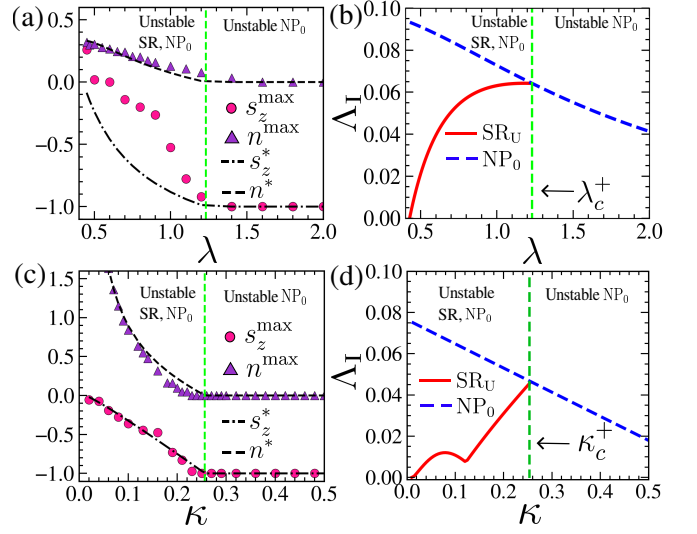 (a)
Unstable
SR, NP₀
Unstable NP₀
0.5
0.0
−0.5
−1.0
s_z^max
n^max
s_z^*
n^*
0.5
1.0
1.5
2.0
λ
(b)
Unstable
SR, NP₀
Unstable NP₀
0.10
0.08
0.06
0.04
0.02
0.00
Λ_I
SR_U
NP₀
← λ_c^+
0.5
1.0
1.5
2.0
λ
(c)
Unstable
SR, NP₀
Unstable NP₀
1.5
1.0
0.5
0.0
−0.5
−1.0
s_z^max
n^max
s_z^*
n^*
0.0
0.1
0.2
0.3
0.4
0.5
κ
(d)
Unstable
SR, NP₀
Unstable NP₀
0.10
0.08
0.06
0.04
0.02
0.00
Λ_I
SR_U
NP₀
← κ_c^+
0.0
0.1
0.2
0.3
0.4
0.5
κ